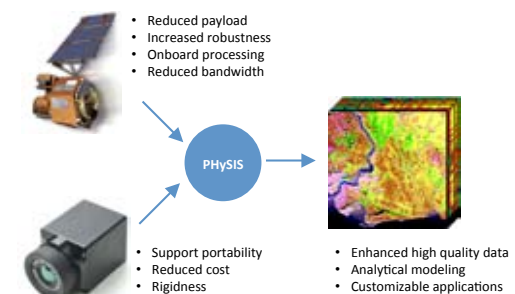 • Reduced payload
• Increased robustness
• Onboard processing
• Reduced bandwidth
PHySIS
• Support portability
• Reduced cost
• Rigidness
• Enhanced high quality data
• Analytical modeling
• Customizable applications